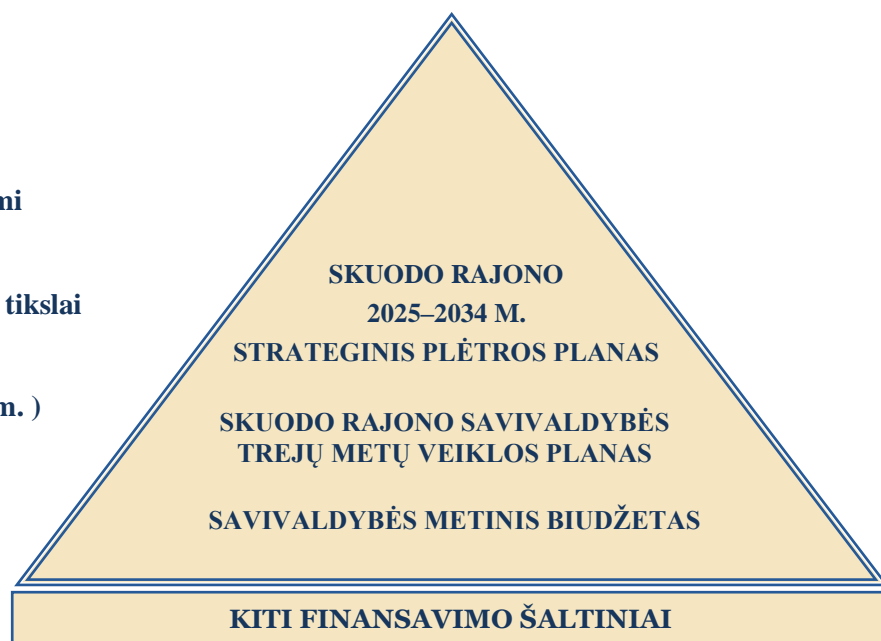 mi
SKUODO RAJONO
tikslai
2025–2034 M.
STRATEGINIS PLĖTROS PLANAS
m. )
SKUODO RAJONO SAVIVALDYBĖS
TREJŲ METŲ VEIKLOS PLANAS
SAVIVALDYBĖS METINIS BIUDŽETAS
KITI FINANSAVIMO ŠALTINIAI